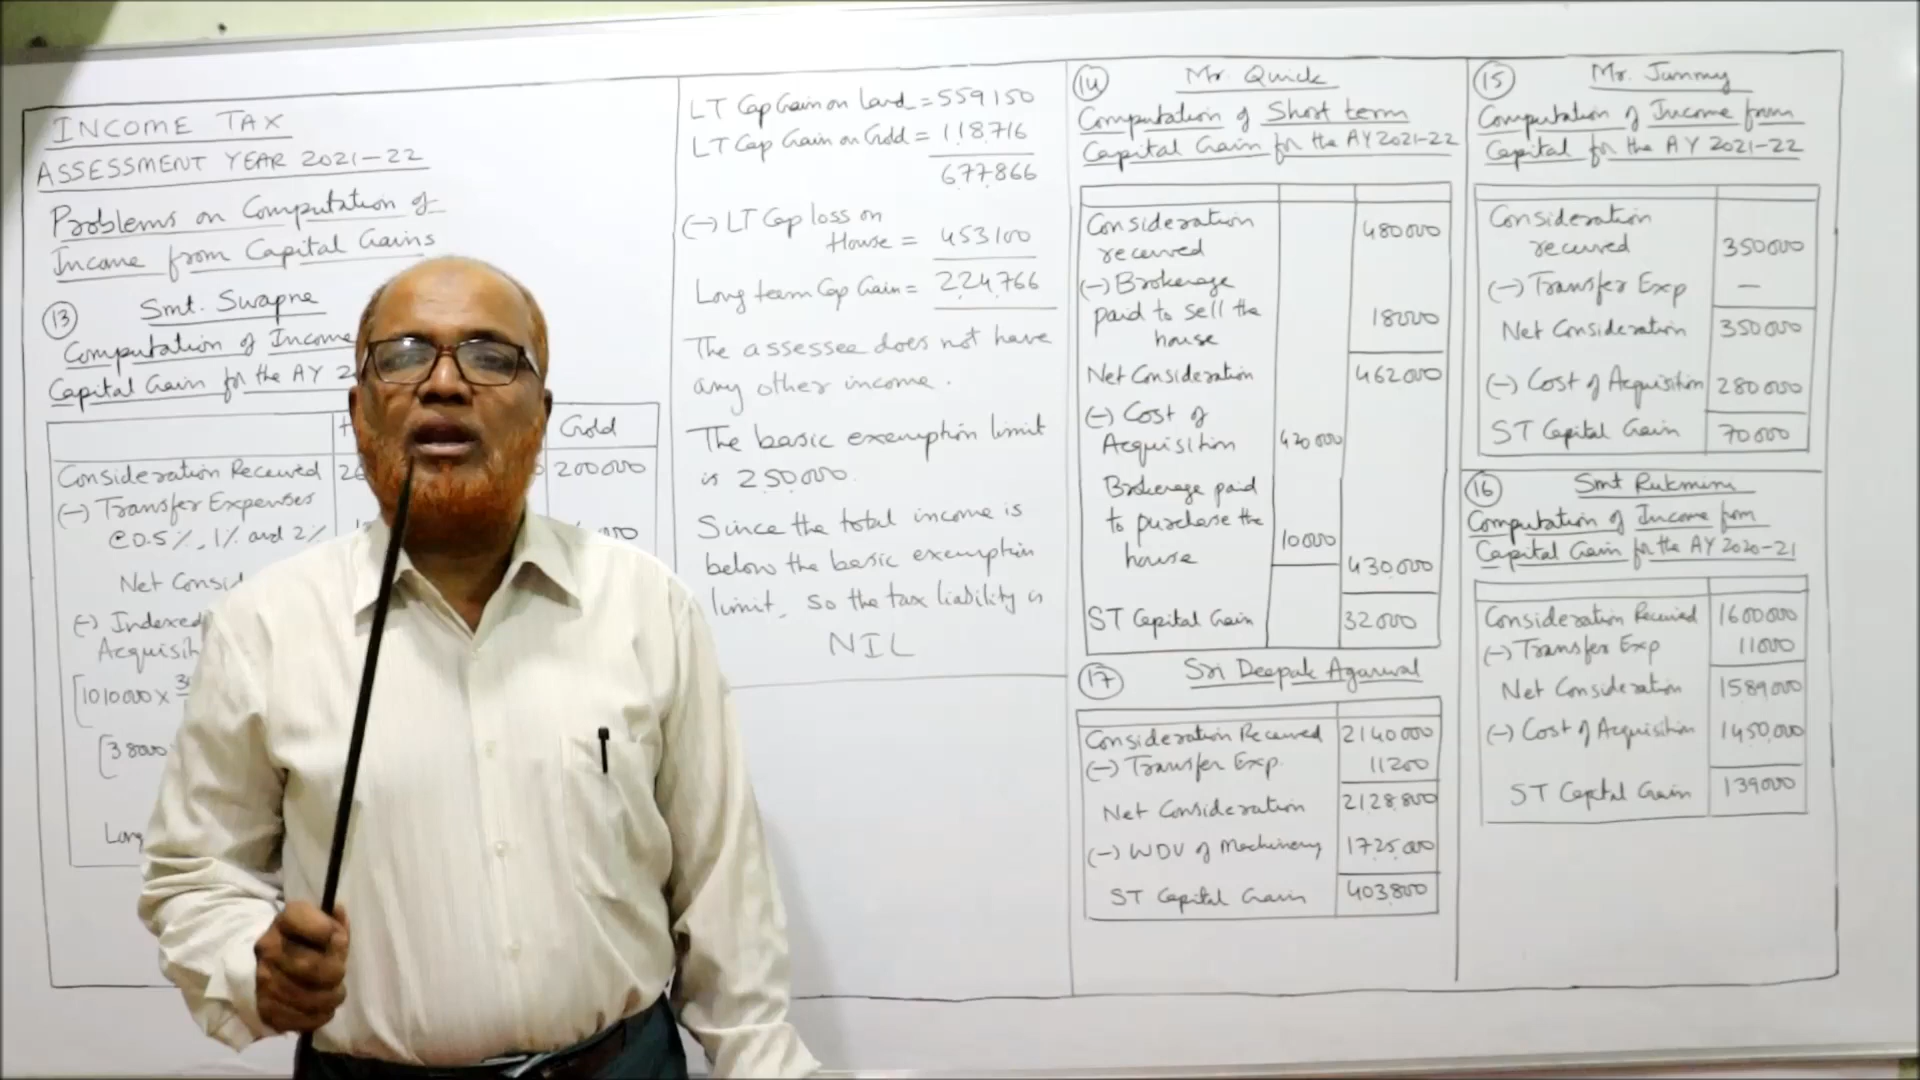 INCOME TAX
ASSESSMENT YEAR 2021-22
Problems on Computation of
Income from Capital Gains
13 Smt. Swapna
Computation of Income
Capital Gain for the AY 2
Gold
Consideration Received 200000
(-) Transfer Expenses
@ 0.5%, 1% and 2%
Net Consi
(-) Indexed
Acquisit
[1010000 ×
[38000
Long
LT Cap Gain on Land = 559150
LT Cap Gain on Gold = 118716
677866
(-) LT Cap loss on
House = 453100
Long term Cap Gain = 224766
The assessee does not have
any other income.
The basic exemption limit
is 250000.
Since the total income is
below the basic exemption
limit, so the tax liability is
NIL
14 Mr. Quick
Computation of Short term
Capital Gain for the AY 2021-22
Consideration
received 480000
(-) Brokerage
paid to sell the 18000
house
Net Consideration 462000
(-) Cost of
Acquisition 420000
Brokerage paid
to purchase the
house 10000 430000
ST Capital Gain 32000
17 Sri Deepak Agarwal
Consideration Received 2140000
(-) Transfer Exp. 11200
Net Consideration 2128800
(-) WDV of Machinery 1725000
ST Capital Gain 403800
15 Mr. Jummy
Computation of Income from
Capital for the AY 2021-22
Consideration
received 350000
(-) Transfer Exp —
Net Consideration 350000
(-) Cost of Acquisition 280000
ST Capital Gain 70000
16 Smt Rukmini
Computation of Income from
Capital Gain for the AY 2020-21
Consideration Received 1600000
(-) Transfer Exp 11000
Net Consideration 1589000
(-) Cost of Acquisition 1450,000
ST Capital Gain 139000